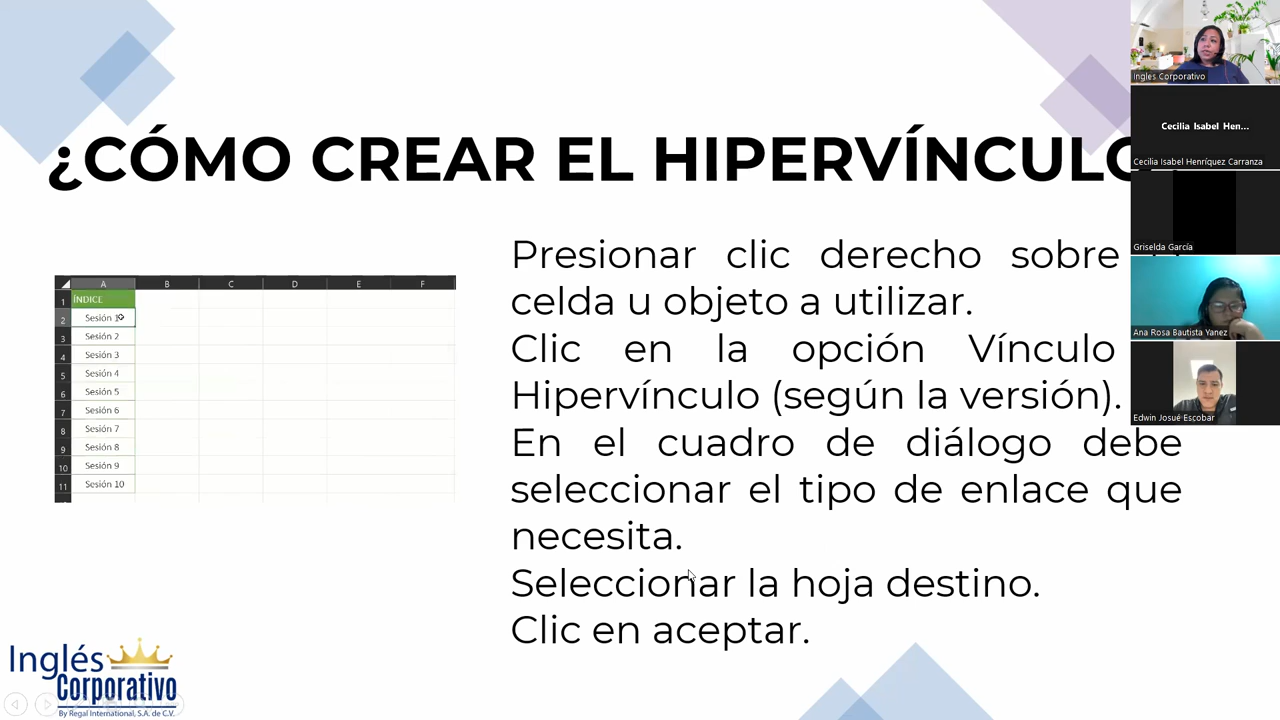 ¿CÓMO CREAR EL HIPERVÍNCULO
Presionar clic derecho sobre
celda u objeto a utilizar.
Clic en la opción Vínculo
Hipervínculo (según la versión).
En el cuadro de diálogo debe
seleccionar el tipo de enlace que
necesita.
Seleccionar la hoja destino.
Clic en aceptar.
A B C D E F
1 ÍNDICE
2 Sesión 1
3 Sesión 2
4 Sesión 3
5 Sesión 4
6 Sesión 5
7 Sesión 6
8 Sesión 7
9 Sesión 8
10 Sesión 9
11 Sesión 10
Inglés
Corporativo
By Regal International, S.A. de C.V.
Ingles Corporativo
Cecilia Isabel Hen...
Cecilia Isabel Henríquez Carranza
Griselda García
Ana Rosa Bautista Yanez
Edwin Josué Escobar